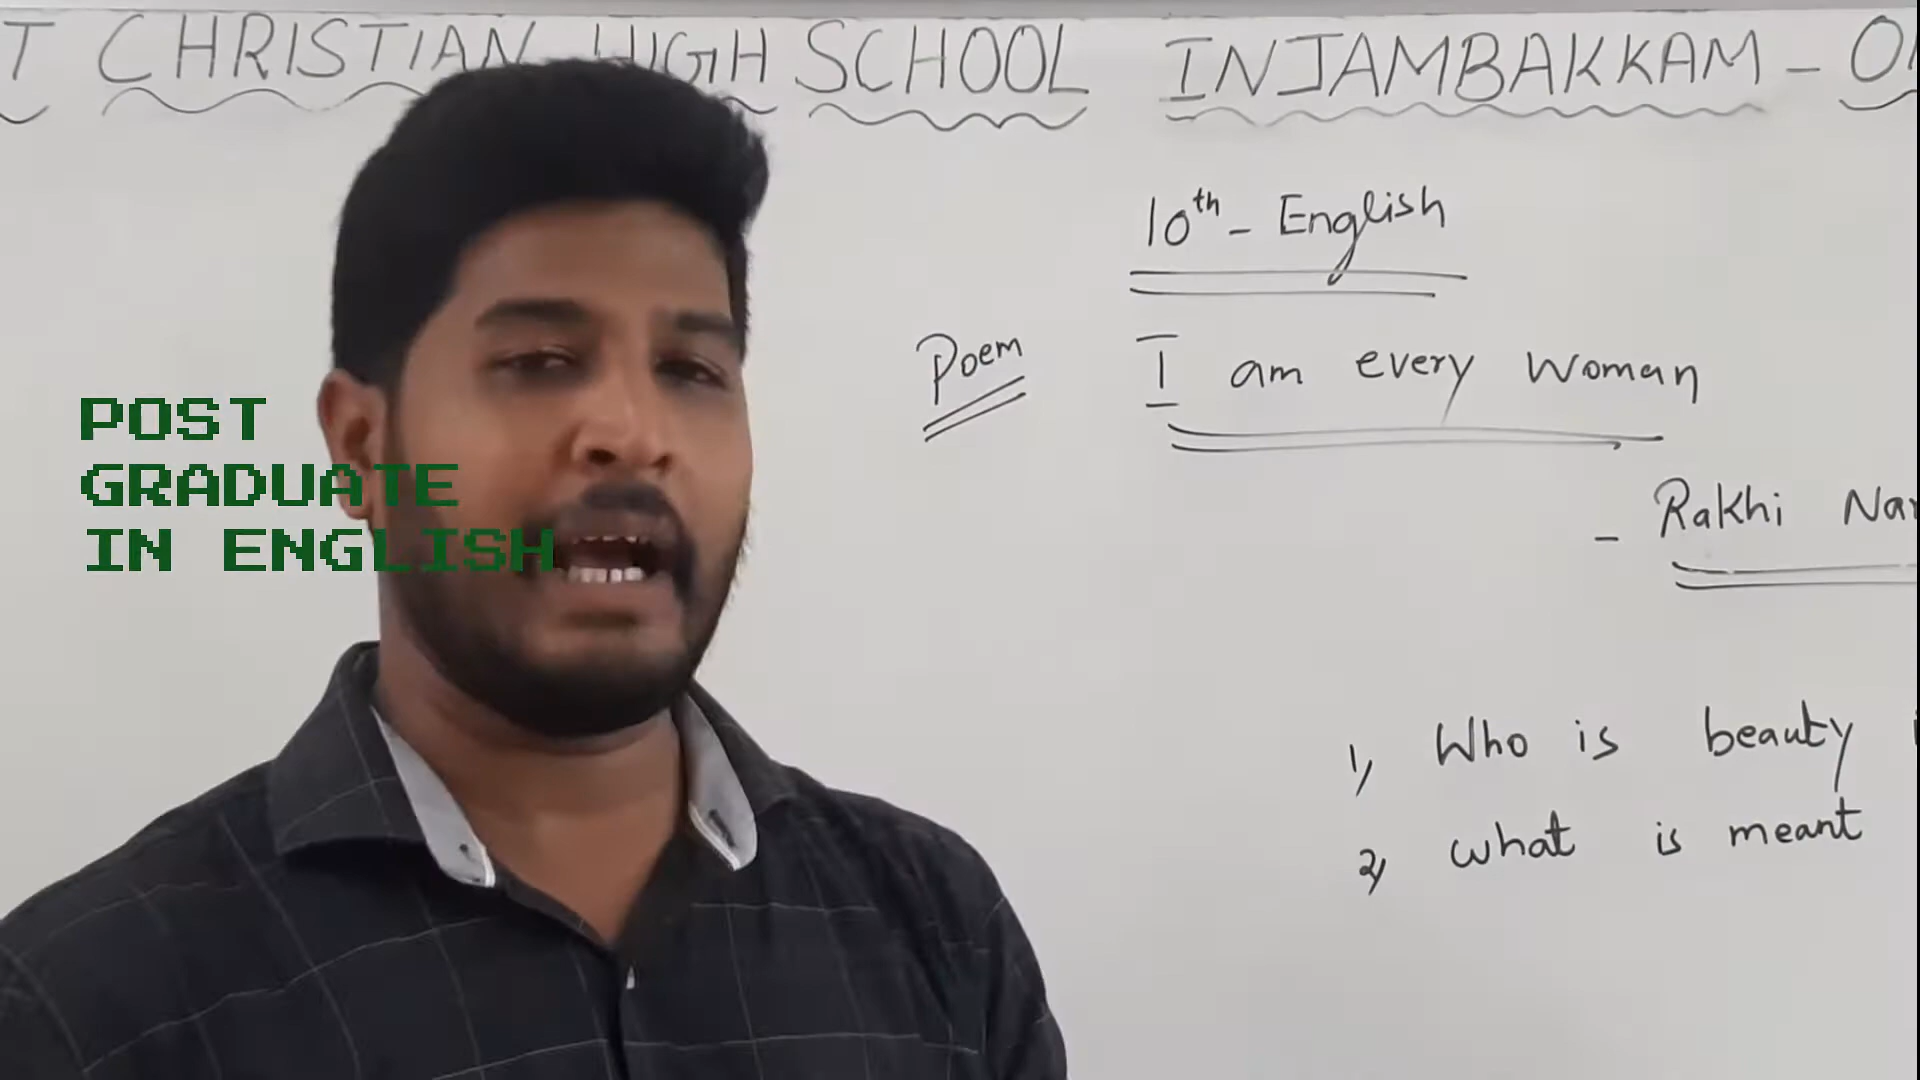 T CHRISTIAN HIGH SCHOOL INJAMBAKKAM -
10th - English
Poem I am every woman
- Rakhi
POST
GRADUATE
IN ENGLISH
1) Who is beauty
2) what is meant